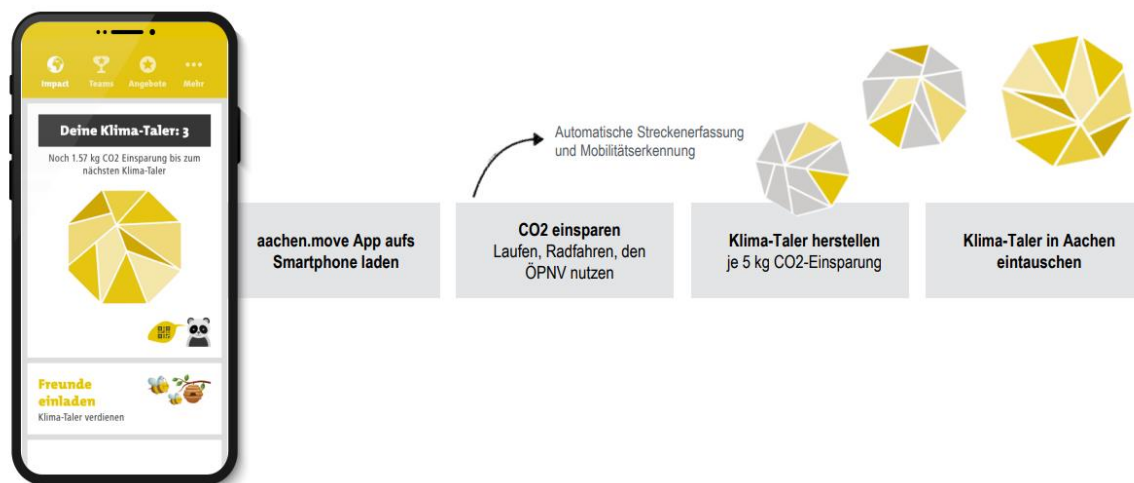 Impact
Teams
Angebote
Mehr
Deine Klima-Taler: 3
Noch 1.57 kg CO2 Einsparung bis zum
nächsten Klima-Taler
Freunde
einladen
Klima-Taler verdienen
aachen.move App aufs
Smartphone laden
Automatische Streckenerfassung
und Mobilitätserkennung
CO2 einsparen
Laufen, Radfahren, den
ÖPNV nutzen
Klima-Taler herstellen
je 5 kg CO2-Einsparung
Klima-Taler in Aachen
eintauschen